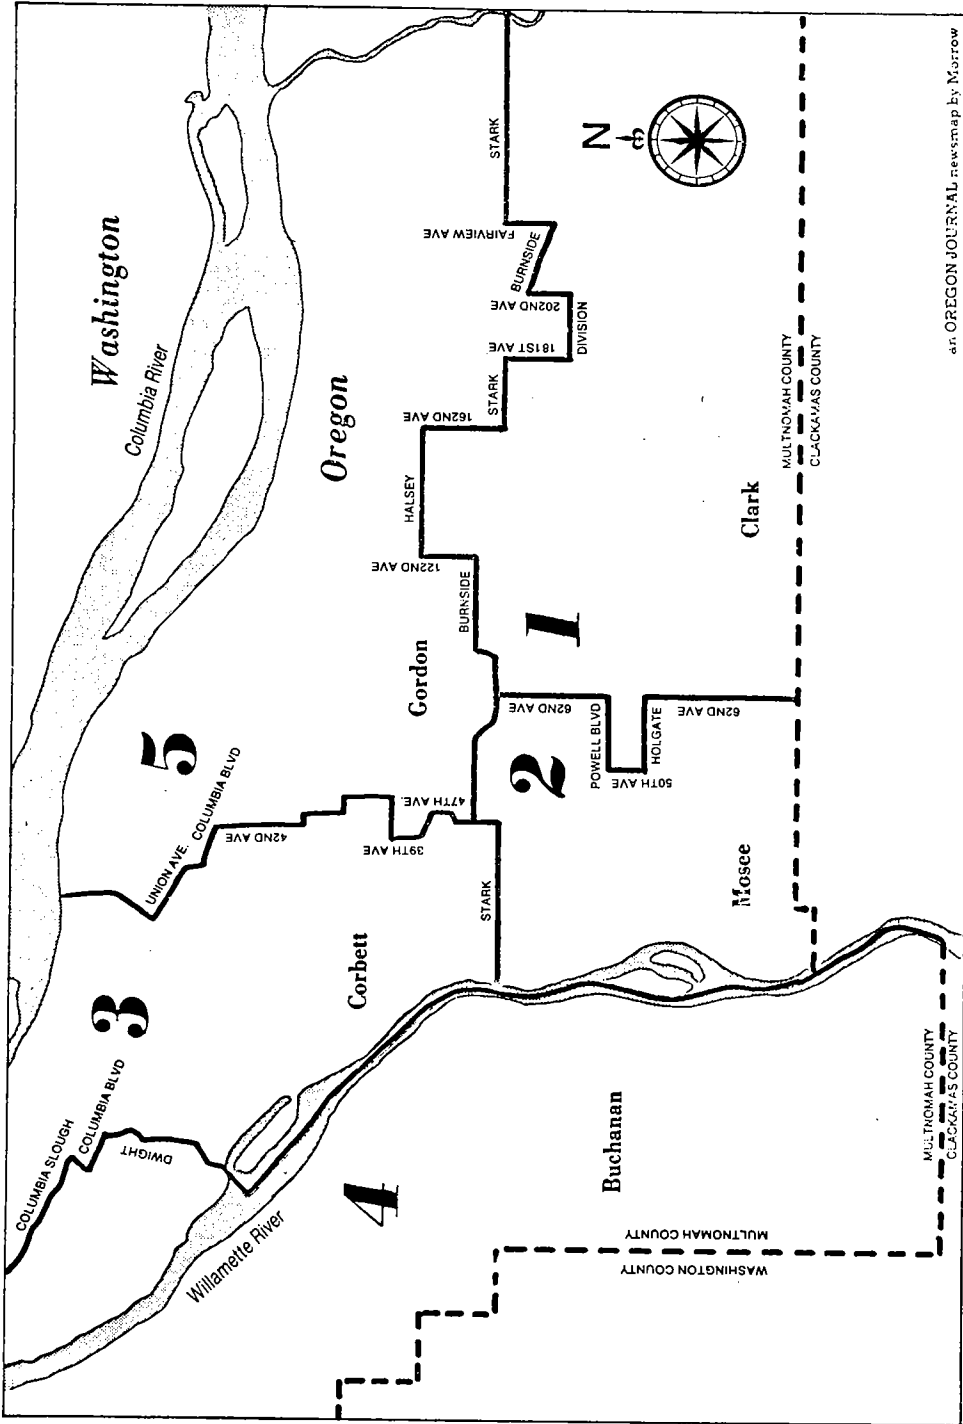 Washington
Columbia River
Oregon
5
UNION AVE.
COLUMBIA BLVD
42ND AVE
39TH AVE
47TH AVE.
3
COLUMBIA SLOUGH
COLUMBIA BLVD
DWIGHT
Corbett
Gordon
STARK
BURNSIDE
122ND AVE
HALSEY
162ND AVE
STARK
181ST AVE
DIVISION
202ND AVE
BURNSIDE
FAIRVIEW AVE
STARK
N
4
Willamette River
Buchanan
2
Mosee
62ND AVE
POWELL BLVD
50TH AVE
HOLGATE
62ND AVE
1
Clark
MULTNOMAH COUNTY
CLACKAMAS COUNTY
MULTNOMAH COUNTY
WASHINGTON COUNTY
MULTNOMAH COUNTY
CLACKAMAS COUNTY
an OREGON JOURNAL newsmap by Morrow